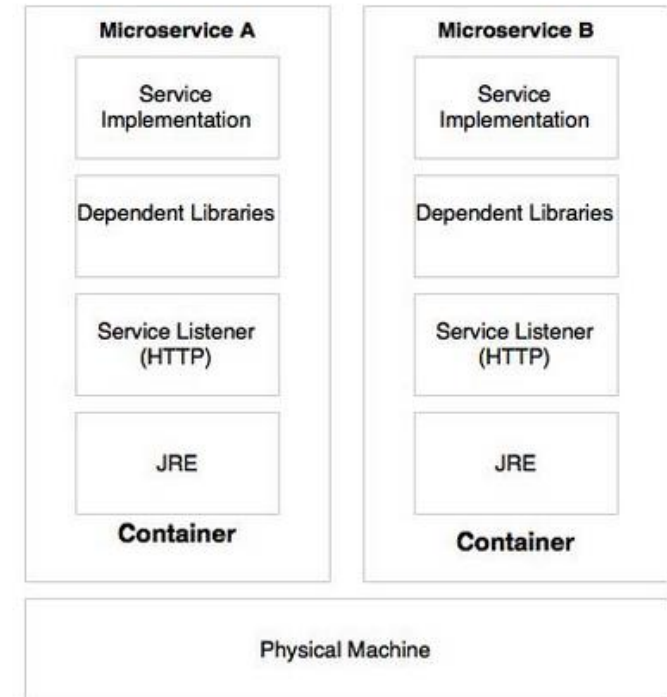 Microservice A
Service
Implementation
Dependent Libraries
Service Listener
(HTTP)
JRE
Container
Microservice B
Service
Implementation
Dependent Libraries
Service Listener
(HTTP)
JRE
Container
Physical Machine